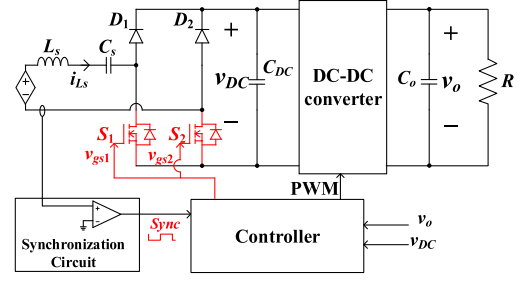 D1 D2
Ls Cs
iLs
+ + 
vDC CDC DC-DC converter Co vo R
− −
S1 S2
vgs1 vgs2
PWM
Sync
Synchronization Circuit
Controller
vo
vDC